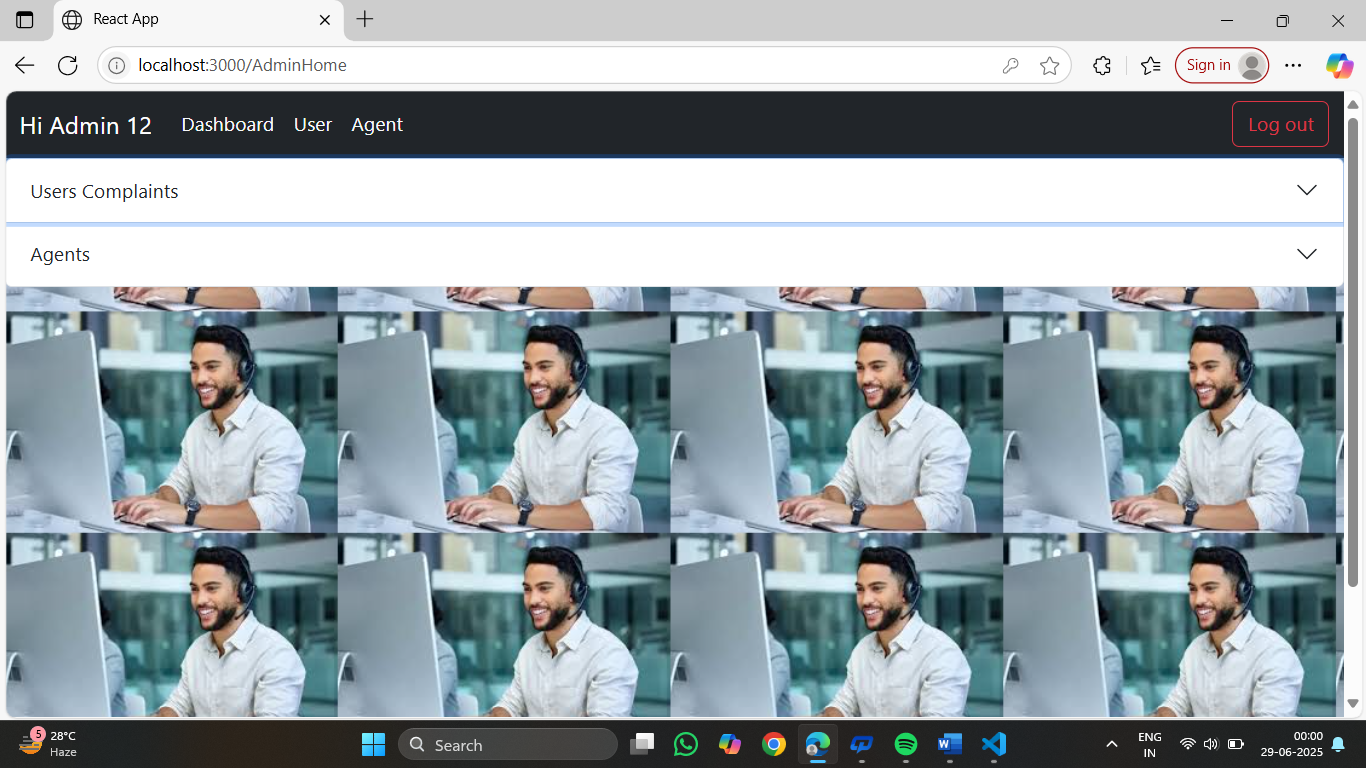 React App
localhost:3000/AdminHome
Sign in
Hi Admin 12 Dashboard User Agent Log out
Users Complaints
Agents
5
28°C
Haze
Search
ENG
IN
00:00
29-06-2025